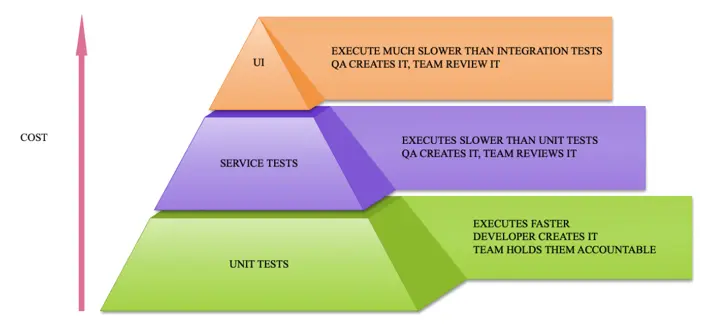 UI
EXECUTE MUCH SLOWER THAN INTEGRATION TESTS
QA CREATES IT, TEAM REVIEW IT
COST
SERVICE TESTS
EXECUTES SLOWER THAN UNIT TESTS
QA CREATES IT, TEAM REVIEWS IT
UNIT TESTS
EXECUTES FASTER
DEVELOPER CREATES IT
TEAM HOLDS THEM ACCOUNTABLE